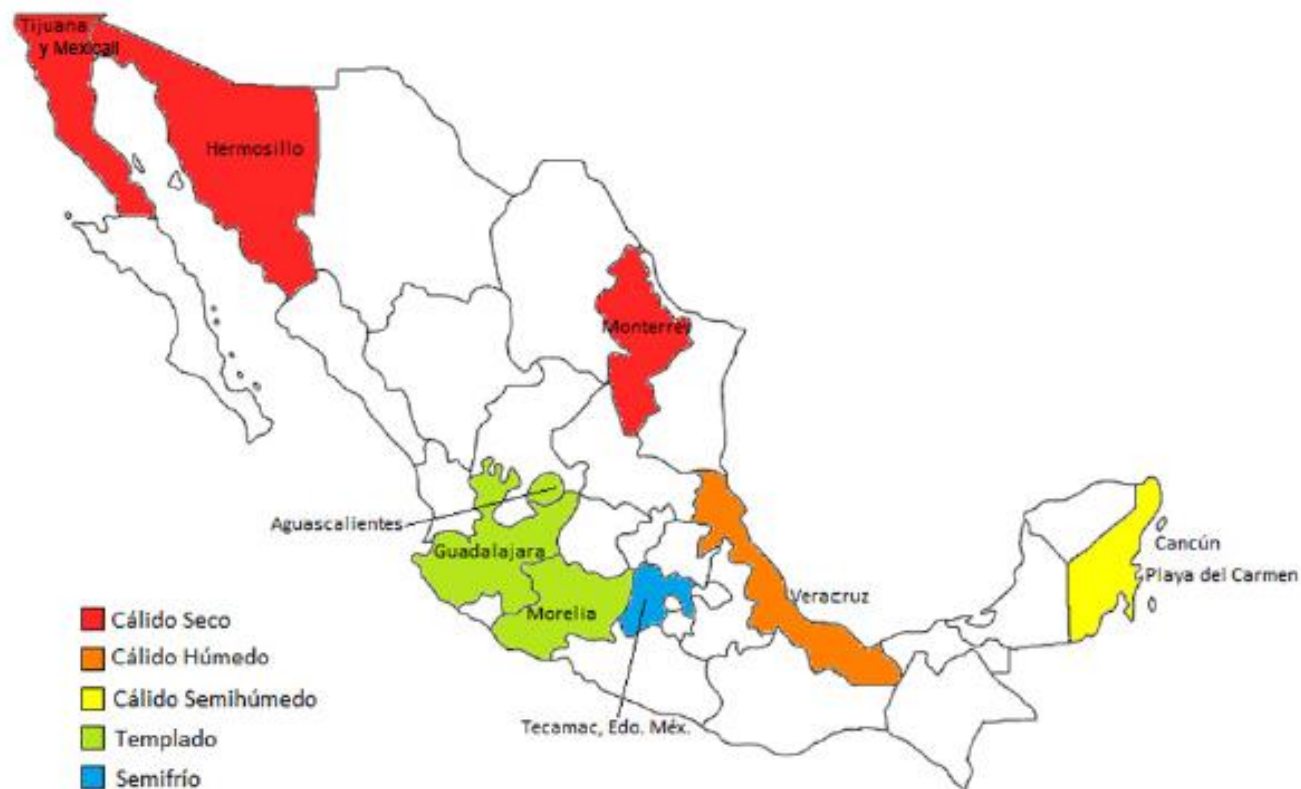 Tijuana
y Mexicali
Hermosillo
Monterrey
Aguascalientes
Guadalajara
Morelia
Veracruz
Cancún
Playa del Carmen
Tecamac, Edo. Méx.
Cálido Seco
Cálido Húmedo
Cálido Semihúmedo
Templado
Semifrío